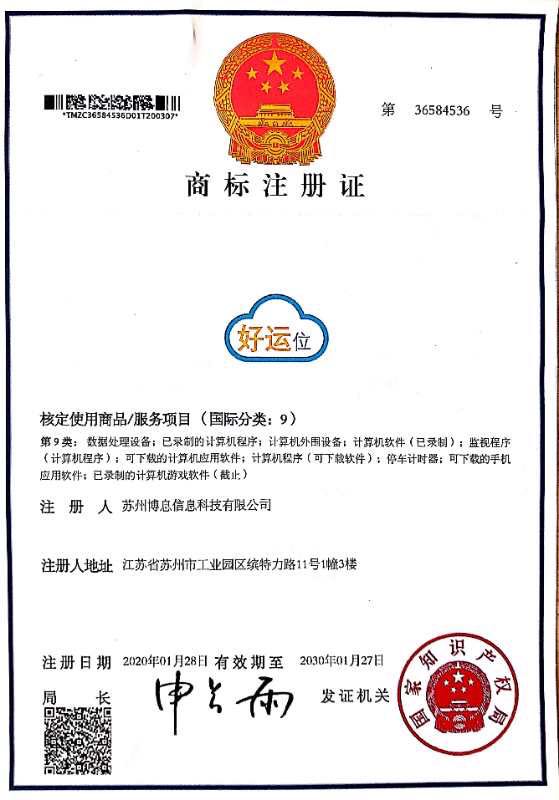 *TMZC36584536D01T200307*
第 36584536 号
商标注册证
好运位
核定使用商品/服务项目（国际分类：9）
第9类：数据处理设备；已录制的计算机程序；计算机外围设备；计算机软件（已录制）；监视程序
（计算机程序）；可下载的计算机应用软件；计算机程序（可下载软件）；停车计时器；可下载的手机
应用软件；已录制的计算机游戏软件（截止）
注册人 苏州博息信息科技有限公司
注册人地址 江苏省苏州市工业园区缤特力路11号1幢3楼
注册日期 2020年01月28日 有效期至 2030年01月27日
局长 申长雨 发证机关
国家知识产权局